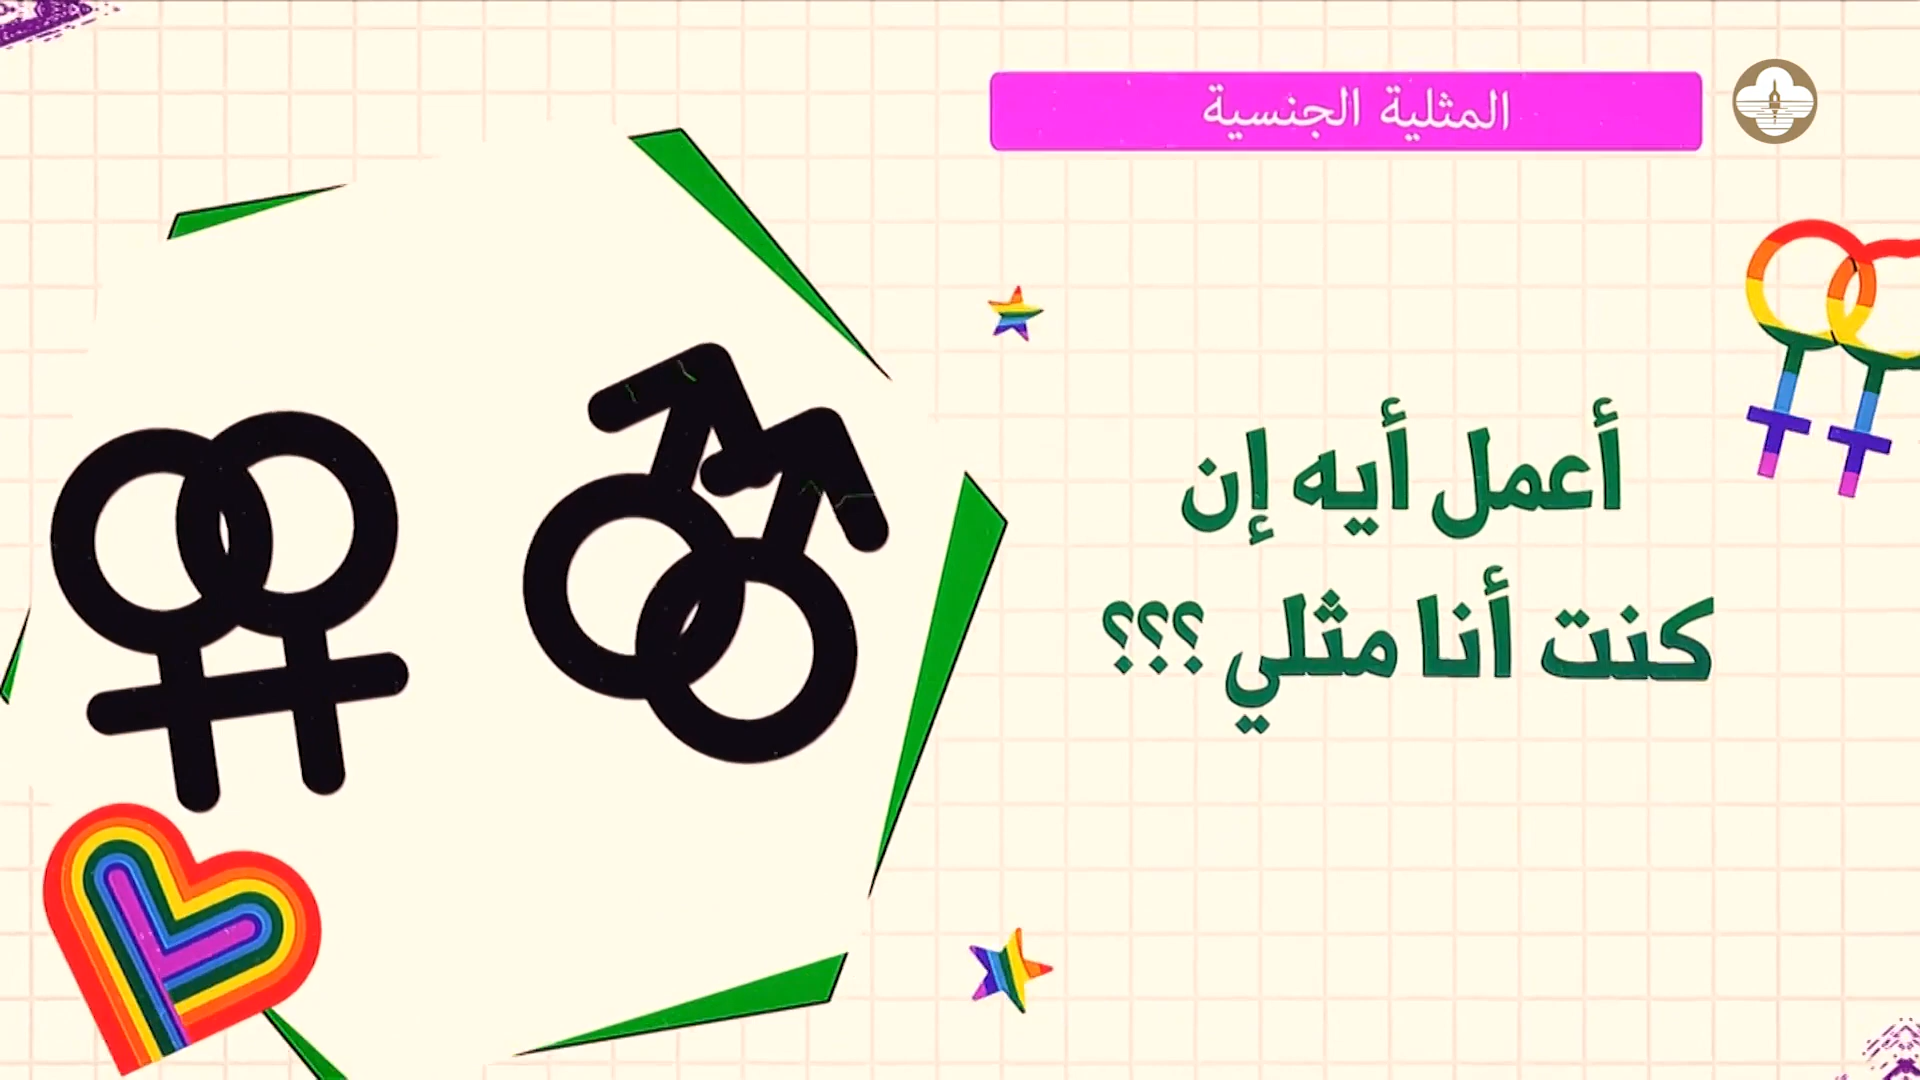 المثلية الجنسية
أعمل أيه إن
كنت أنا مثلي ؟؟؟